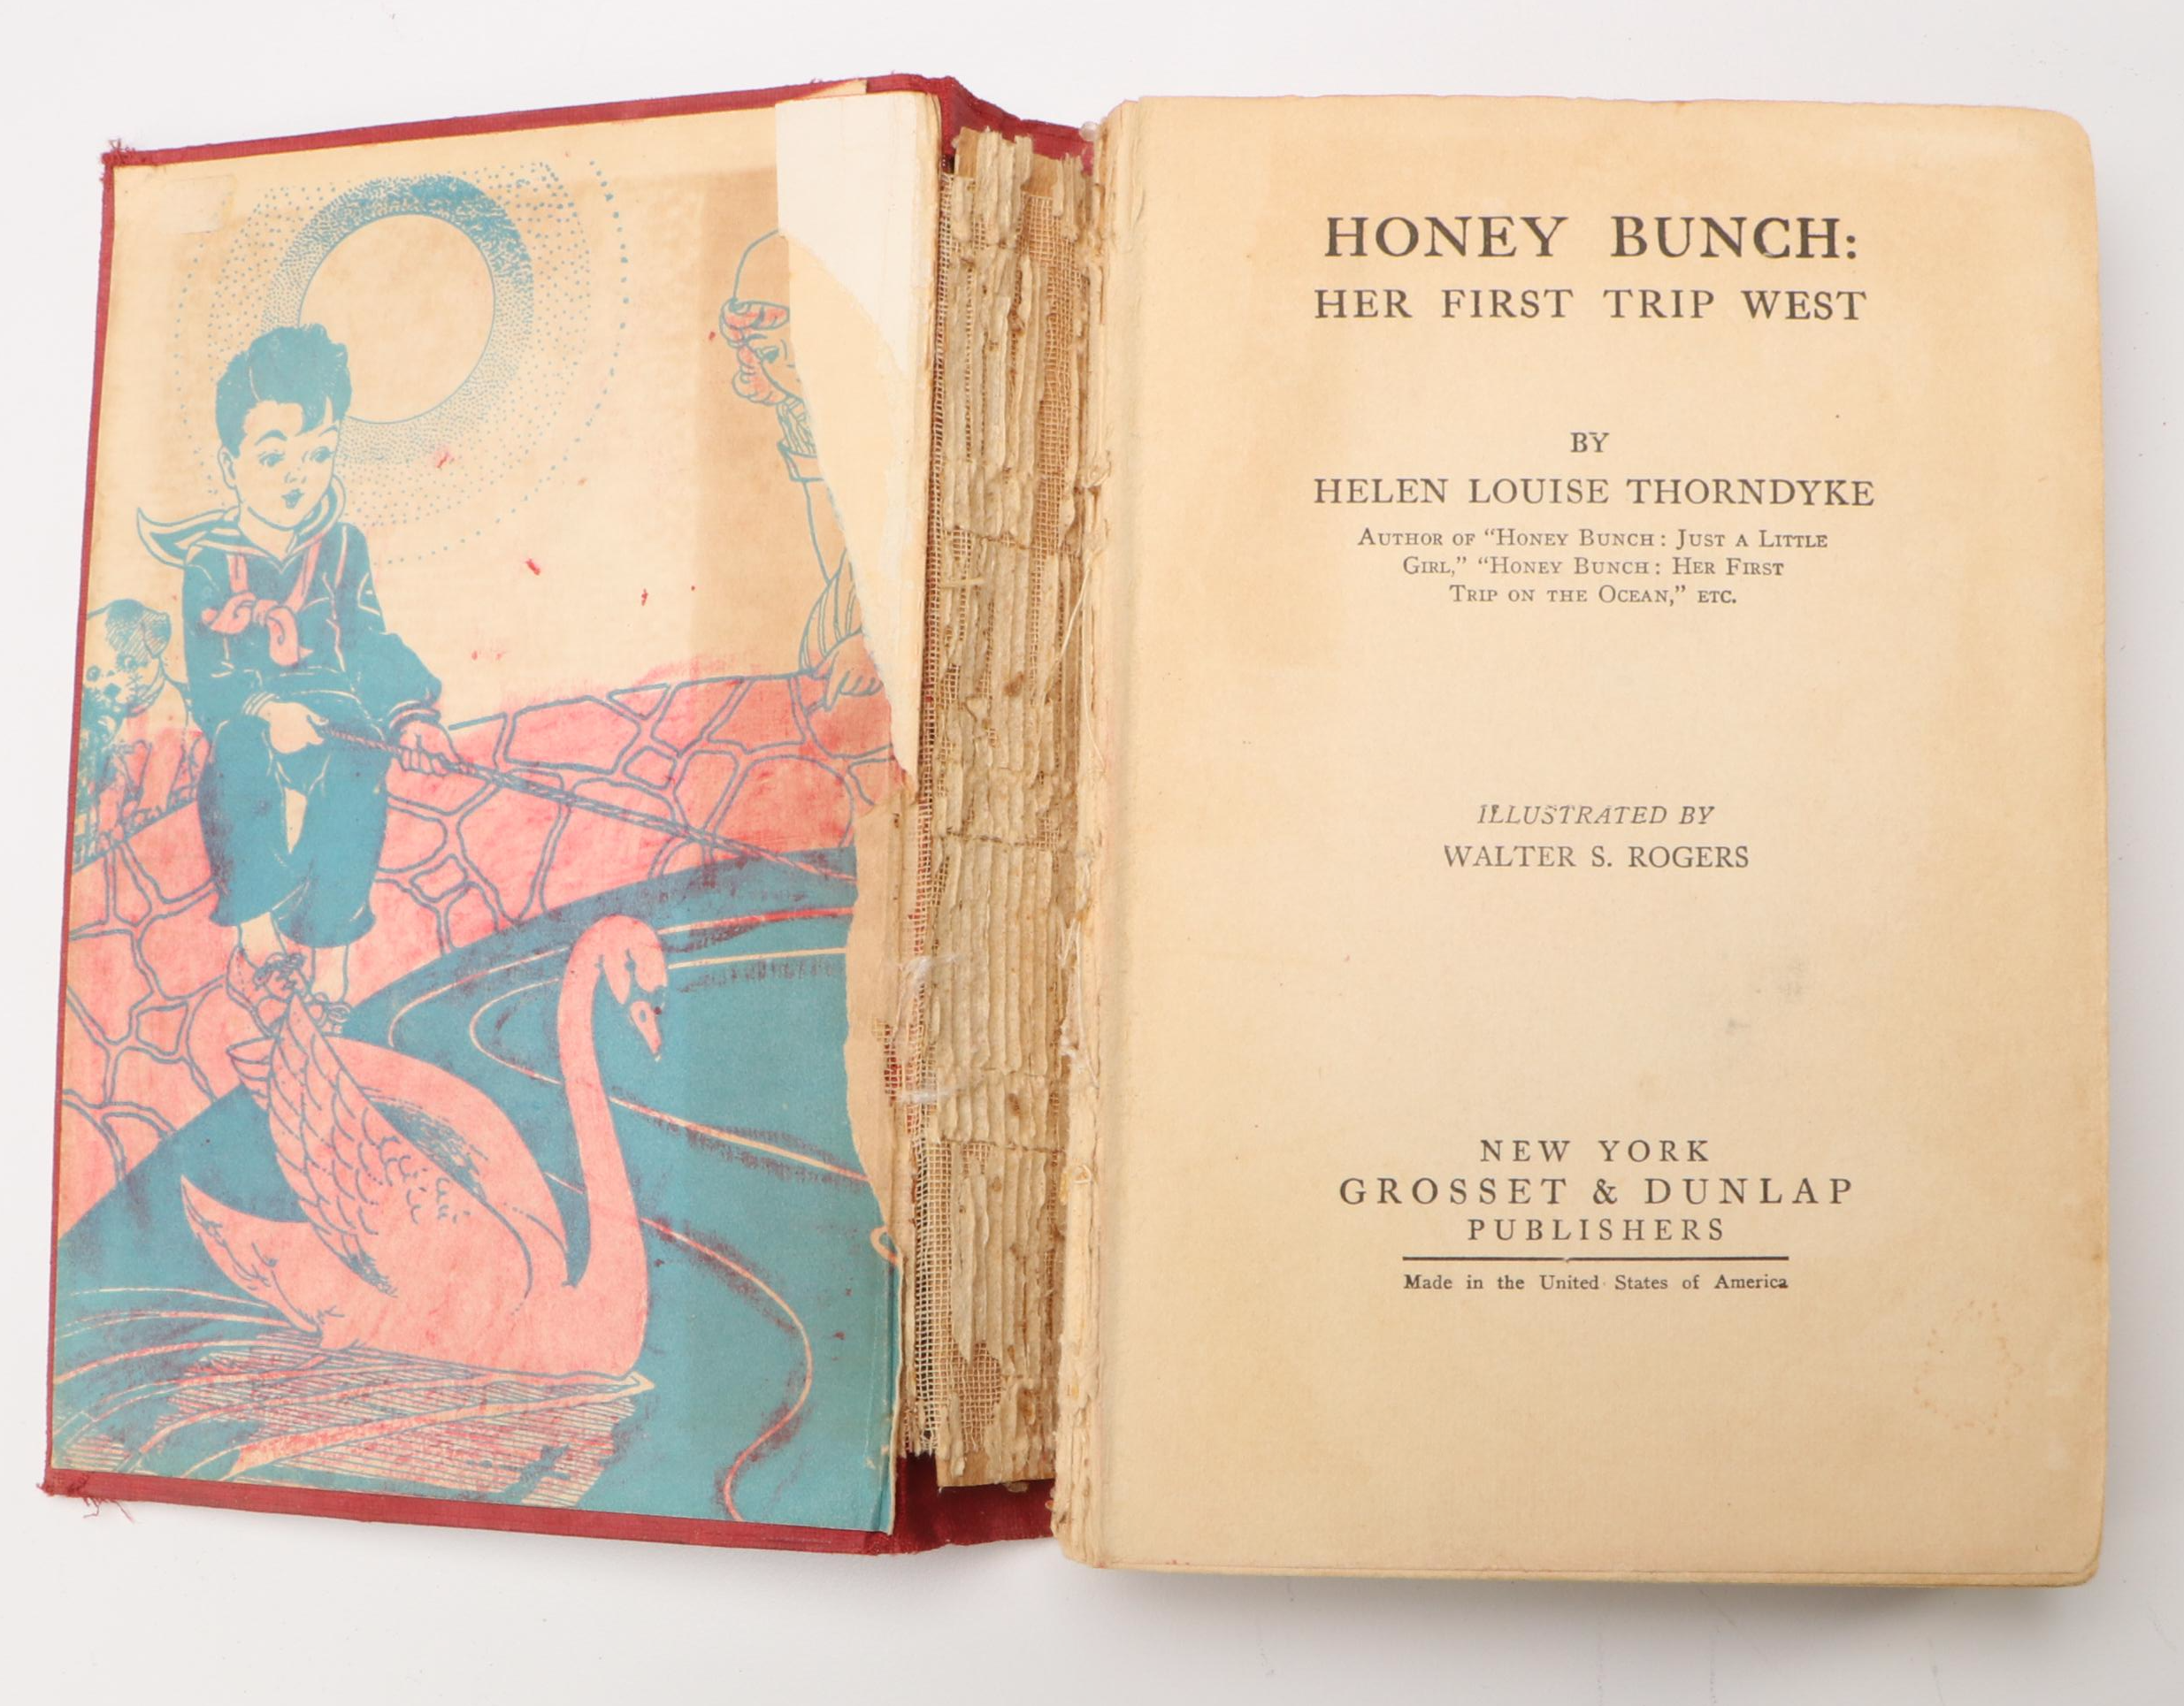 HONEY BUNCH:
HER FIRST TRIP WEST
BY
HELEN LOUISE THORNDYKE
AUTHOR OF "HONEY BUNCH: JUST A LITTLE
GIRL," "HONEY BUNCH: HER FIRST
TRIP ON THE OCEAN," ETC.
ILLUSTRATED BY
WALTER S. ROGERS
NEW YORK
GROSSET & DUNLAP
PUBLISHERS
Made in the United States of America